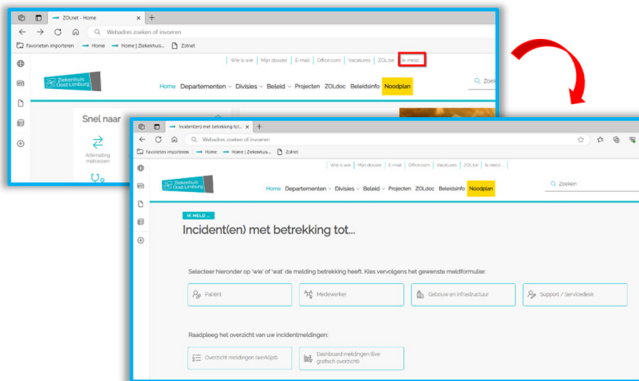 ZOLnet - Home
Webadres zoeken of invoeren
Favorieten importeren Home Home | Ziekenhuis... Zolnet
Wie is wie | Mijn dossier | E-mail | Office.com | Vacatures | ZOL.be | Ik meld
Ziekenhuis
Oost-Limburg
Home Departementen Divisies Beleid Projecten ZOLdoc Beleidsinfo Noodplan
Snel naar
Alternating
matrassen
Incident(en) met betrekking tot...
Webadres zoeken of invoeren
Favorieten importeren Home Home | Ziekenhuis... Zolnet
Wie is wie | Mijn dossier | E-mail | Office.com | Vacatures | ZOL.be | Ik meld...
Ziekenhuis
Oost-Limburg
Home Departementen Divisies Beleid Projecten ZOLdoc Beleidsinfo Noodplan
Zoeken
IK MELD ...
Incident(en) met betrekking tot...
Selecteer hieronder op 'wie' of 'wat' de melding betrekking heeft. Kies vervolgens het gewenste meldformulier.
Patiënt
Medewerker
Gebouw en infrastructuur
Support / Servicedesk
Raadpleeg het overzicht van uw incidentmeldingen:
Overzicht meldingen (werklijst)
Dashboard meldingen (live
grafisch overzicht)